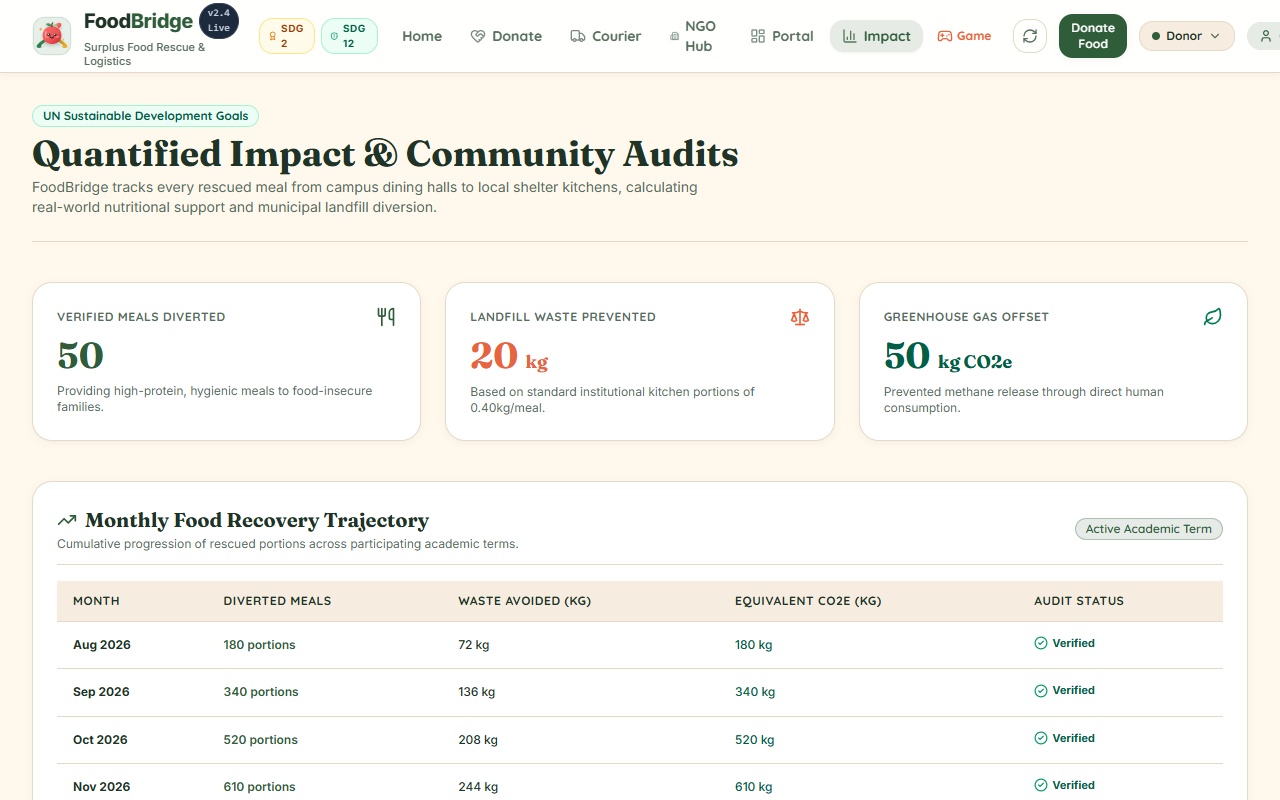 FoodBridge
v2.4
Live
Surplus Food Rescue &
Logistics
SDG
2
SDG
12
Home
Donate
Courier
NGO
Hub
Portal
Impact
Game
Donate
Food
Donor
UN Sustainable Development Goals
Quantified Impact & Community Audits
FoodBridge tracks every rescued meal from campus dining halls to local shelter kitchens, calculating
real-world nutritional support and municipal landfill diversion.
VERIFIED MEALS DIVERTED
50
Providing high-protein, hygienic meals to food-insecure
families.
LANDFILL WASTE PREVENTED
20 kg
Based on standard institutional kitchen portions of
0.40kg/meal.
GREENHOUSE GAS OFFSET
50 kg CO2e
Prevented methane release through direct human
consumption.
Monthly Food Recovery Trajectory
Cumulative progression of rescued portions across participating academic terms.
Active Academic Term
MONTH DIVERTED MEALS WASTE AVOIDED (KG) EQUIVALENT CO2E (KG) AUDIT STATUS
Aug 2026 180 portions 72 kg 180 kg Verified
Sep 2026 340 portions 136 kg 340 kg Verified
Oct 2026 520 portions 208 kg 520 kg Verified
Nov 2026 610 portions 244 kg 610 kg Verified